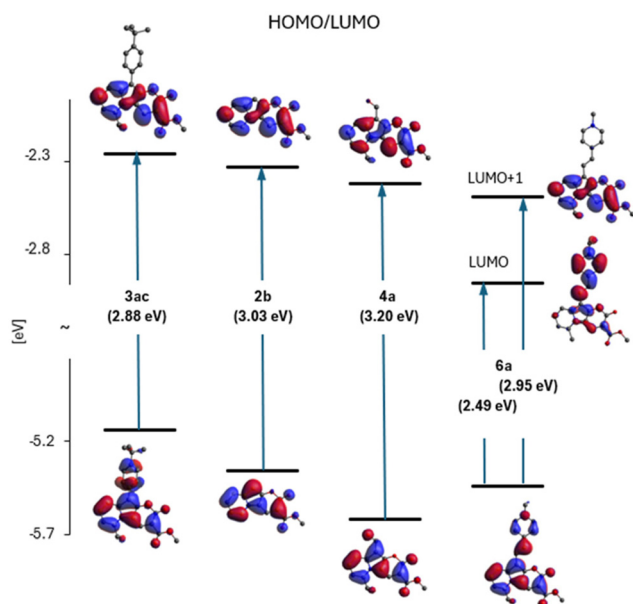 HOMO/LUMO
-2.3
LUMO+1
-2.8
LUMO
3ac
(2.88 eV)
2b
(3.03 eV)
4a
(3.20 eV)
[eV]
~
6a
(2.95 eV)
(2.49 eV)
-5.2
-5.7